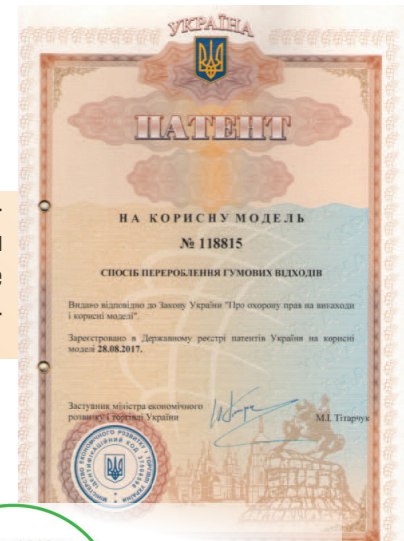 УКРАЇНА
ПАТЕНТ
НА КОРИСНУ МОДЕЛЬ
№ 118815
СПОСІБ ПЕРЕРОБЛЕННЯ ГУМОВИХ ВІДХОДІВ
Видано відповідно до Закону України "Про охорону прав на винаходи
і корисні моделі".
Зареєстровано в Державному реєстрі патентів України на корисні
моделі 28.08.2017.
Заступник міністра економічного
розвитку і торгівлі України
М.І. Тітарчук